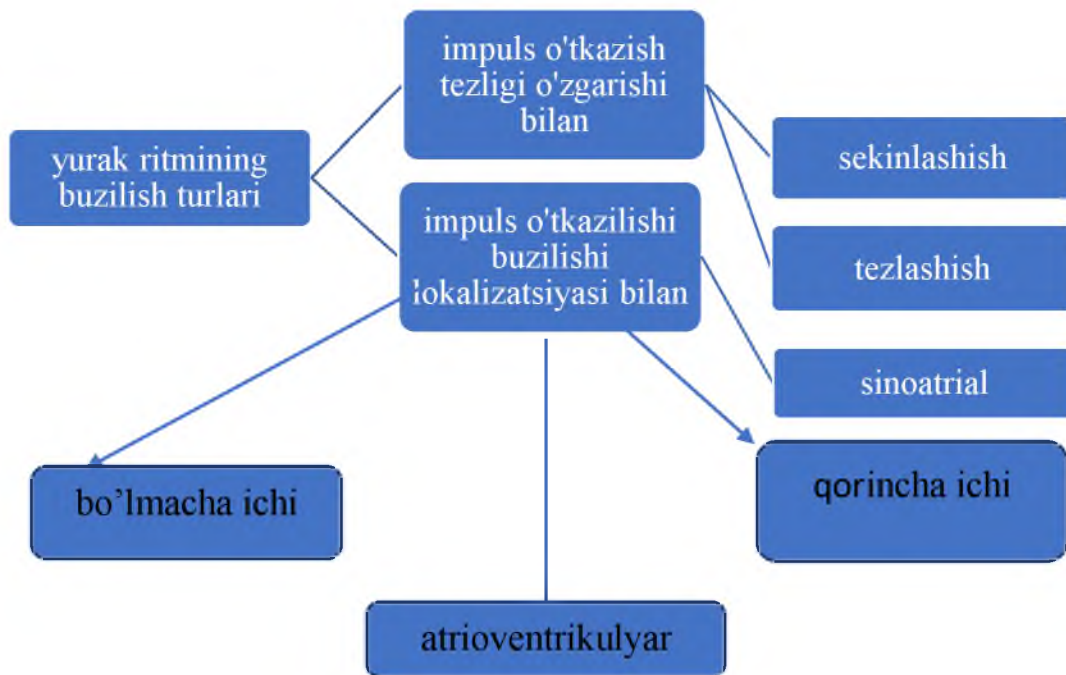 yurak ritmining
buzilish turlari
impuls o'tkazish
tezligi o'zgarishi
bilan
sekinlashish
tezlashish
impuls o'tkazilishi
buzilishi
lokalizatsiyasi bilan
sinoatrial
bo’lmacha ichi
qorincha ichi
atrioventrikulyar